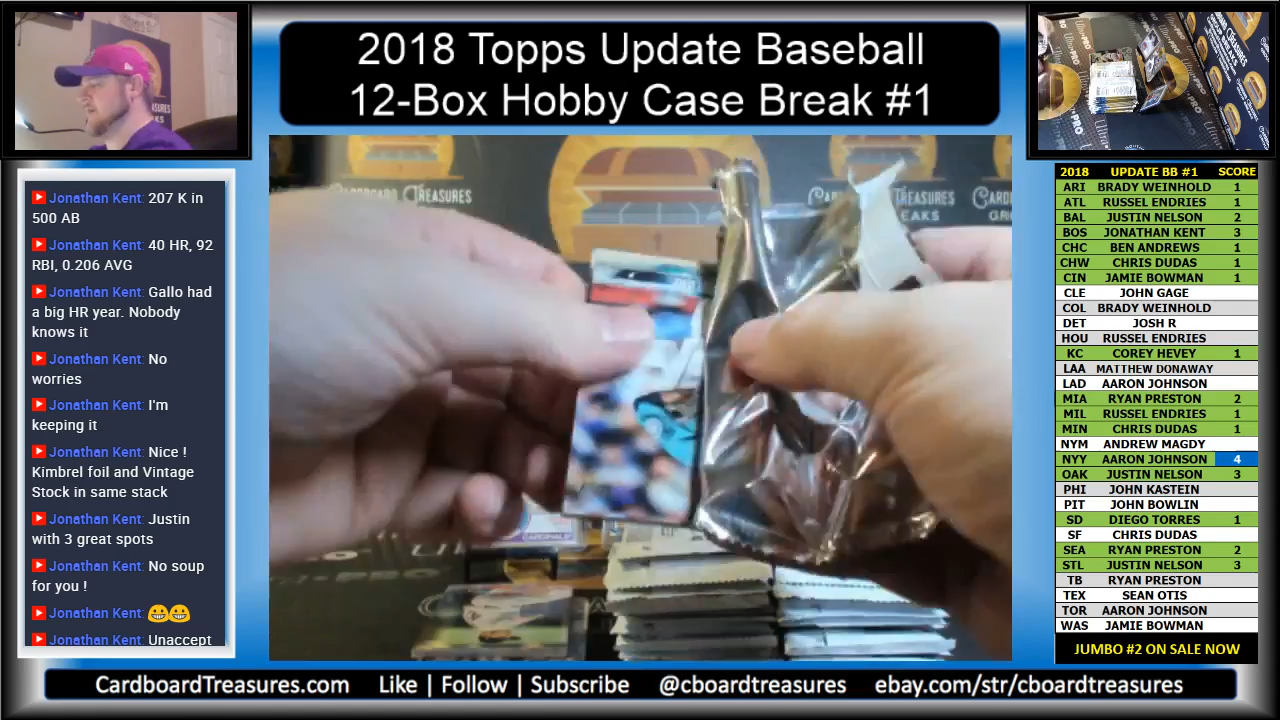 2018 Topps Update Baseball
12-Box Hobby Case Break #1
Jonathan Kent: 207 K in
500 AB
Jonathan Kent: 40 HR, 92
RBI, 0.206 AVG
Jonathan Kent: Gallo had
a big HR year. Nobody
knows it
Jonathan Kent: No
worries
Jonathan Kent: I'm
keeping it
Jonathan Kent: Nice !
Kimbrel foil and Vintage
Stock in same stack
Jonathan Kent: Justin
with 3 great spots
Jonathan Kent: No soup
for you !
Jonathan Kent: 😀😀
Jonathan Kent: Unaccept
2018 UPDATE BB #1 SCORE
ARI BRADY WEINHOLD 1
ATL RUSSEL ENDRIES 1
BAL JUSTIN NELSON 2
BOS JONATHAN KENT 3
CHC BEN ANDREWS 1
CHW CHRIS DUDAS 1
CIN JAMIE BOWMAN 1
CLE JOHN GAGE
COL BRADY WEINHOLD
DET JOSH R
HOU RUSSEL ENDRIES
KC COREY HEVEY 1
LAA MATTHEW DONAWAY
LAD AARON JOHNSON
MIA RYAN PRESTON 2
MIL RUSSEL ENDRIES 1
MIN CHRIS DUDAS 1
NYM ANDREW MAGDY
NYY AARON JOHNSON 4
OAK JUSTIN NELSON 3
PHI JOHN KASTEIN
PIT JOHN BOWLIN
SD DIEGO TORRES 1
SF CHRIS DUDAS
SEA RYAN PRESTON 2
STL JUSTIN NELSON 3
TB RYAN PRESTON
TEX SEAN OTIS
TOR AARON JOHNSON
WAS JAMIE BOWMAN
JUMBO #2 ON SALE NOW
CardboardTreasures.com Like | Follow | Subscribe @cboardtreasures ebay.com/str/cboardtreasures